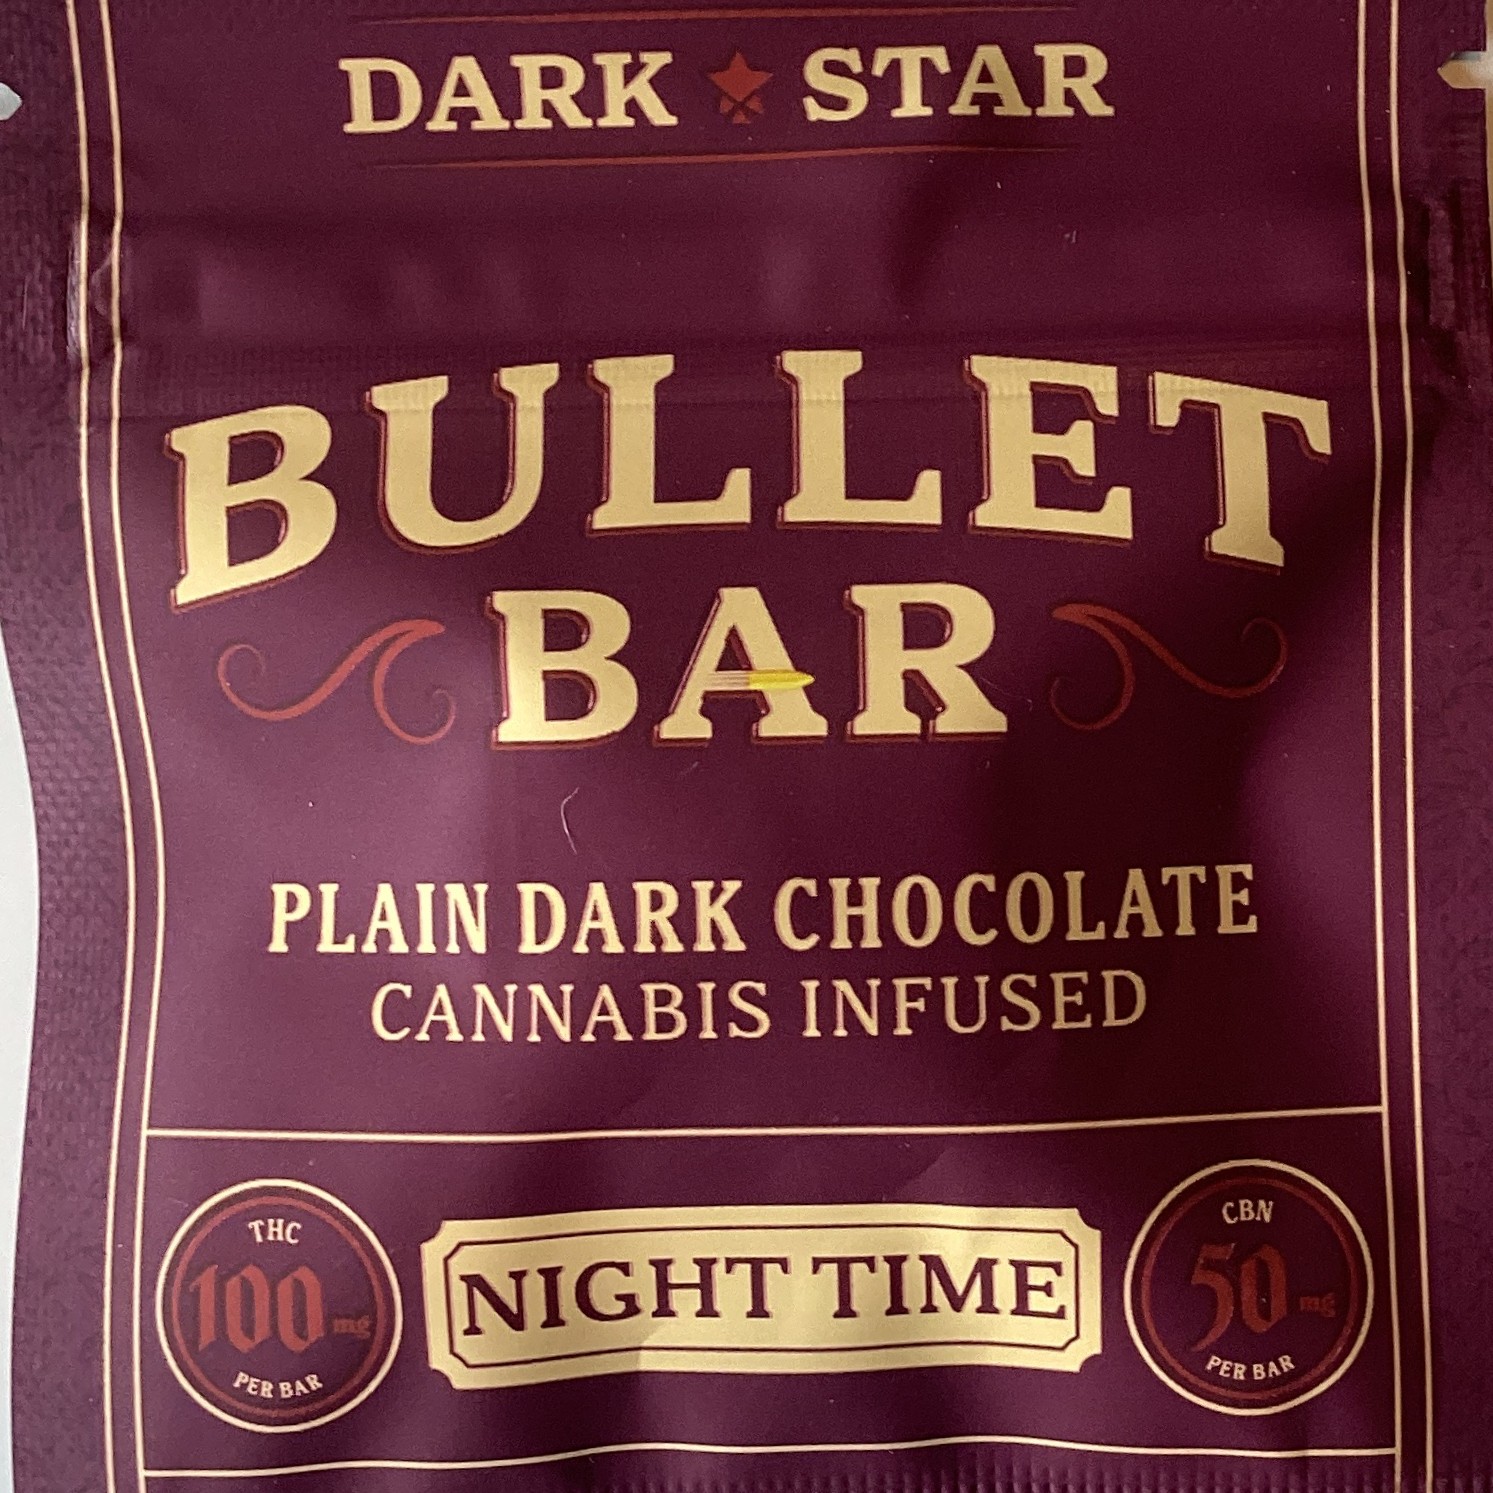 DARK STAR
BULLET
BAR
PLAIN DARK CHOCOLATE
CANNABIS INFUSED
THC
100 mg
PER BAR
NIGHT TIME
CBN
50 mg
PER BAR